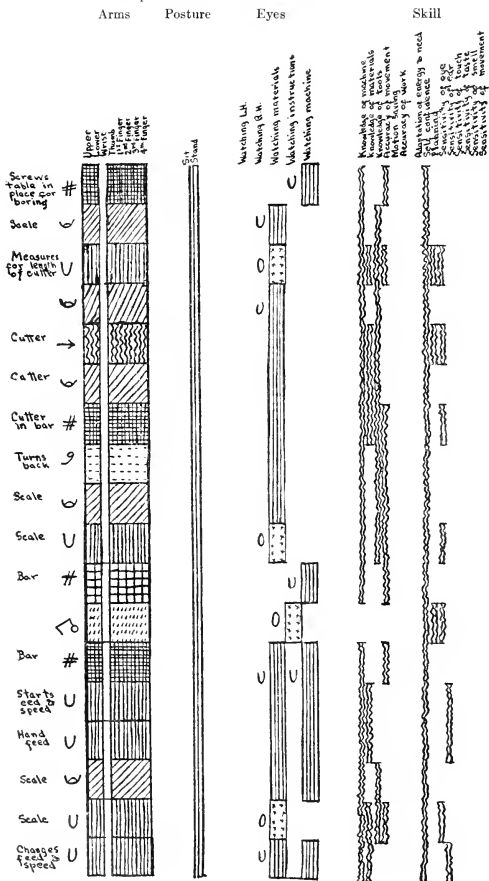 Arms Posture Eyes Skill
Upper
Lower
Wrist
Thumb
1st Finger
2nd Finger
3rd Finger
4th Finger
Sit
Stand
Watching L.H.
Watching R.H.
Watching materials
Watching instructions
Watching machine
Knowledge of machine
Knowledge of materials
Knowledge of tools
Accuracy of movement
Motion Saving
Accuracy of Work
Adaptation of energy to need
Self confidence
Sensitivity of eye
Sensitivity of ear
Sensitivity of touch
Sensitivity of taste
Sensitivity of smell
Sensitivity of movement
Screws
table in
place for
boring
Scale
Measures
for length
of cutter
Cutter
Cutter
Cutter
in bar
Turns
back
Scale
Scale
Bar
Bar
Starts
feed &
speed
Hand
feed
Scale
Scale
Changes
feed &
speed